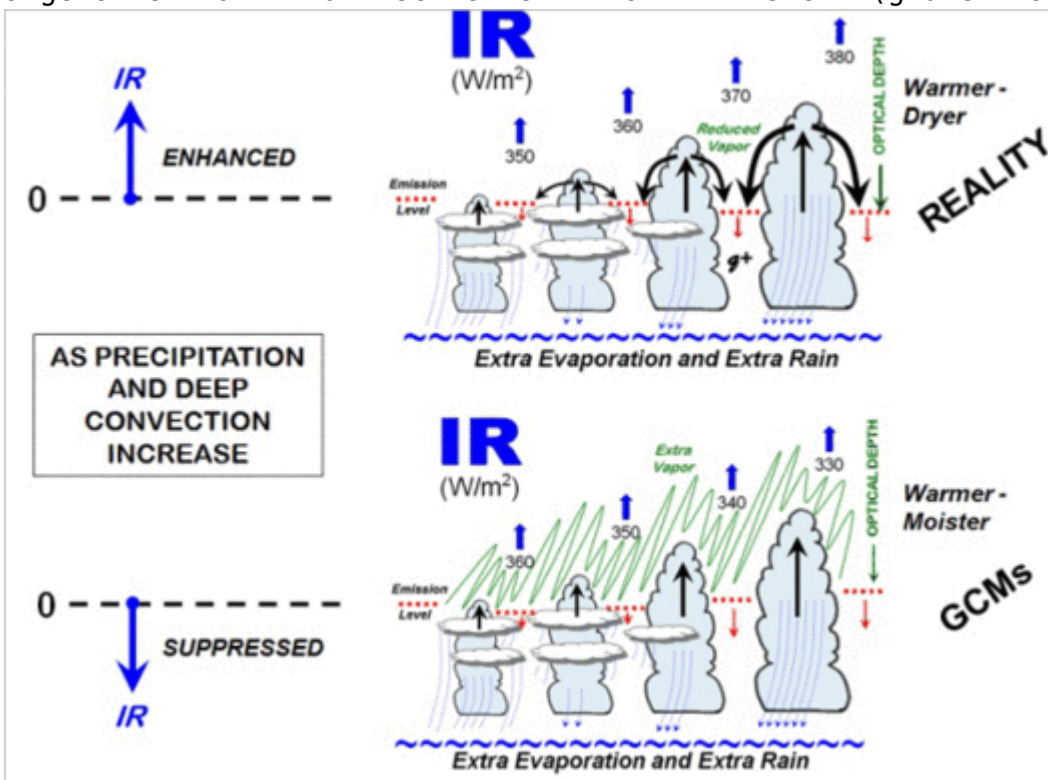 IR
(W/m²)
IR
ENHANCED
0
350
360
370
380
Reduced
Vapor
OPTICAL DEPTH
Warmer -
Dryer
REALITY
Emission
Level
q+
Extra Evaporation and Extra Rain
AS PRECIPITATION
AND DEEP
CONVECTION
INCREASE
IR
(W/m²)
0
SUPPRESSED
IR
360
350
340
330
Extra
Vapor
OPTICAL DEPTH
Warmer -
Moister
GCMs
Emission
Level
Extra Evaporation and Extra Rain